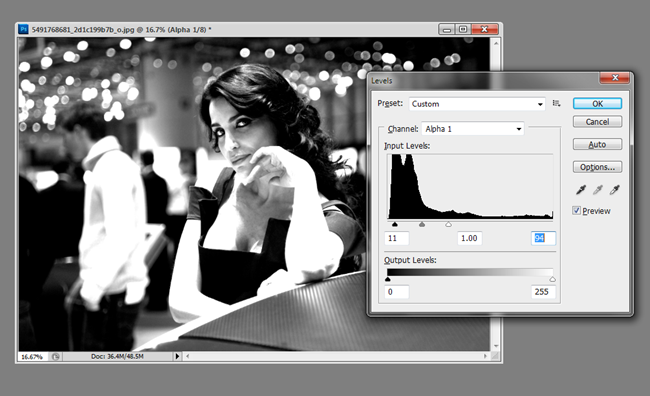 Ps 5491768681_2d1c199b7b_o.jpg @ 16.7% (Alpha 1/8) *
Levels
Preset: Custom
OK
Cancel
Channel: Alpha 1
Auto
Input Levels:
Options...
Preview
11 1.00 94
Output Levels:
0 255
16.67% Doc: 36.4M/48.5M